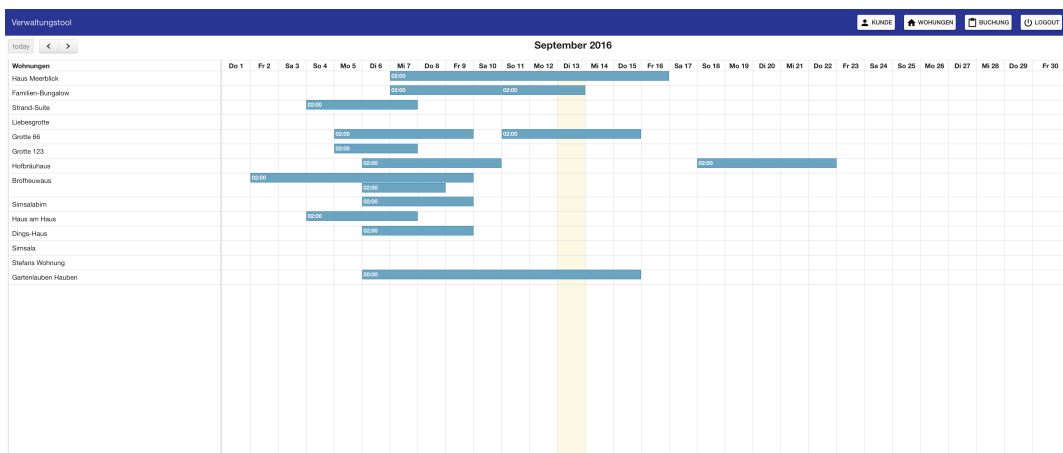 Verwaltungstool KUNDE WOHUNGEN BUCHUNG LOGOUT
today September 2016
Wohnungen Do 1 Fr 2 Sa 3 So 4 Mo 5 Di 6 Mi 7 Do 8 Fr 9 Sa 10 So 11 Mo 12 Di 13 Mi 14 Do 15 Fr 16 Sa 17 So 18 Mo 19 Di 20 Mi 21 Do 22 Fr 23 Sa 24 So 25 Mo 26 Di 27 Mi 28 Do 29 Fr 30
Haus Meerblick 02:00
Familien-Bungalow 02:00 02:00
Strand-Suite 02:00
Liebesgrotte
Grotte 66 02:00 02:00
Grotte 123 02:00
Hofbräuhaus 02:00 02:00
Brofheuwaus 02:00
02:00
Simsalabim 02:00
Haus am Haus 02:00
Dings-Haus 02:00
Simsala
Stefans Wohnung
Gartenlauben Hauben 00:00